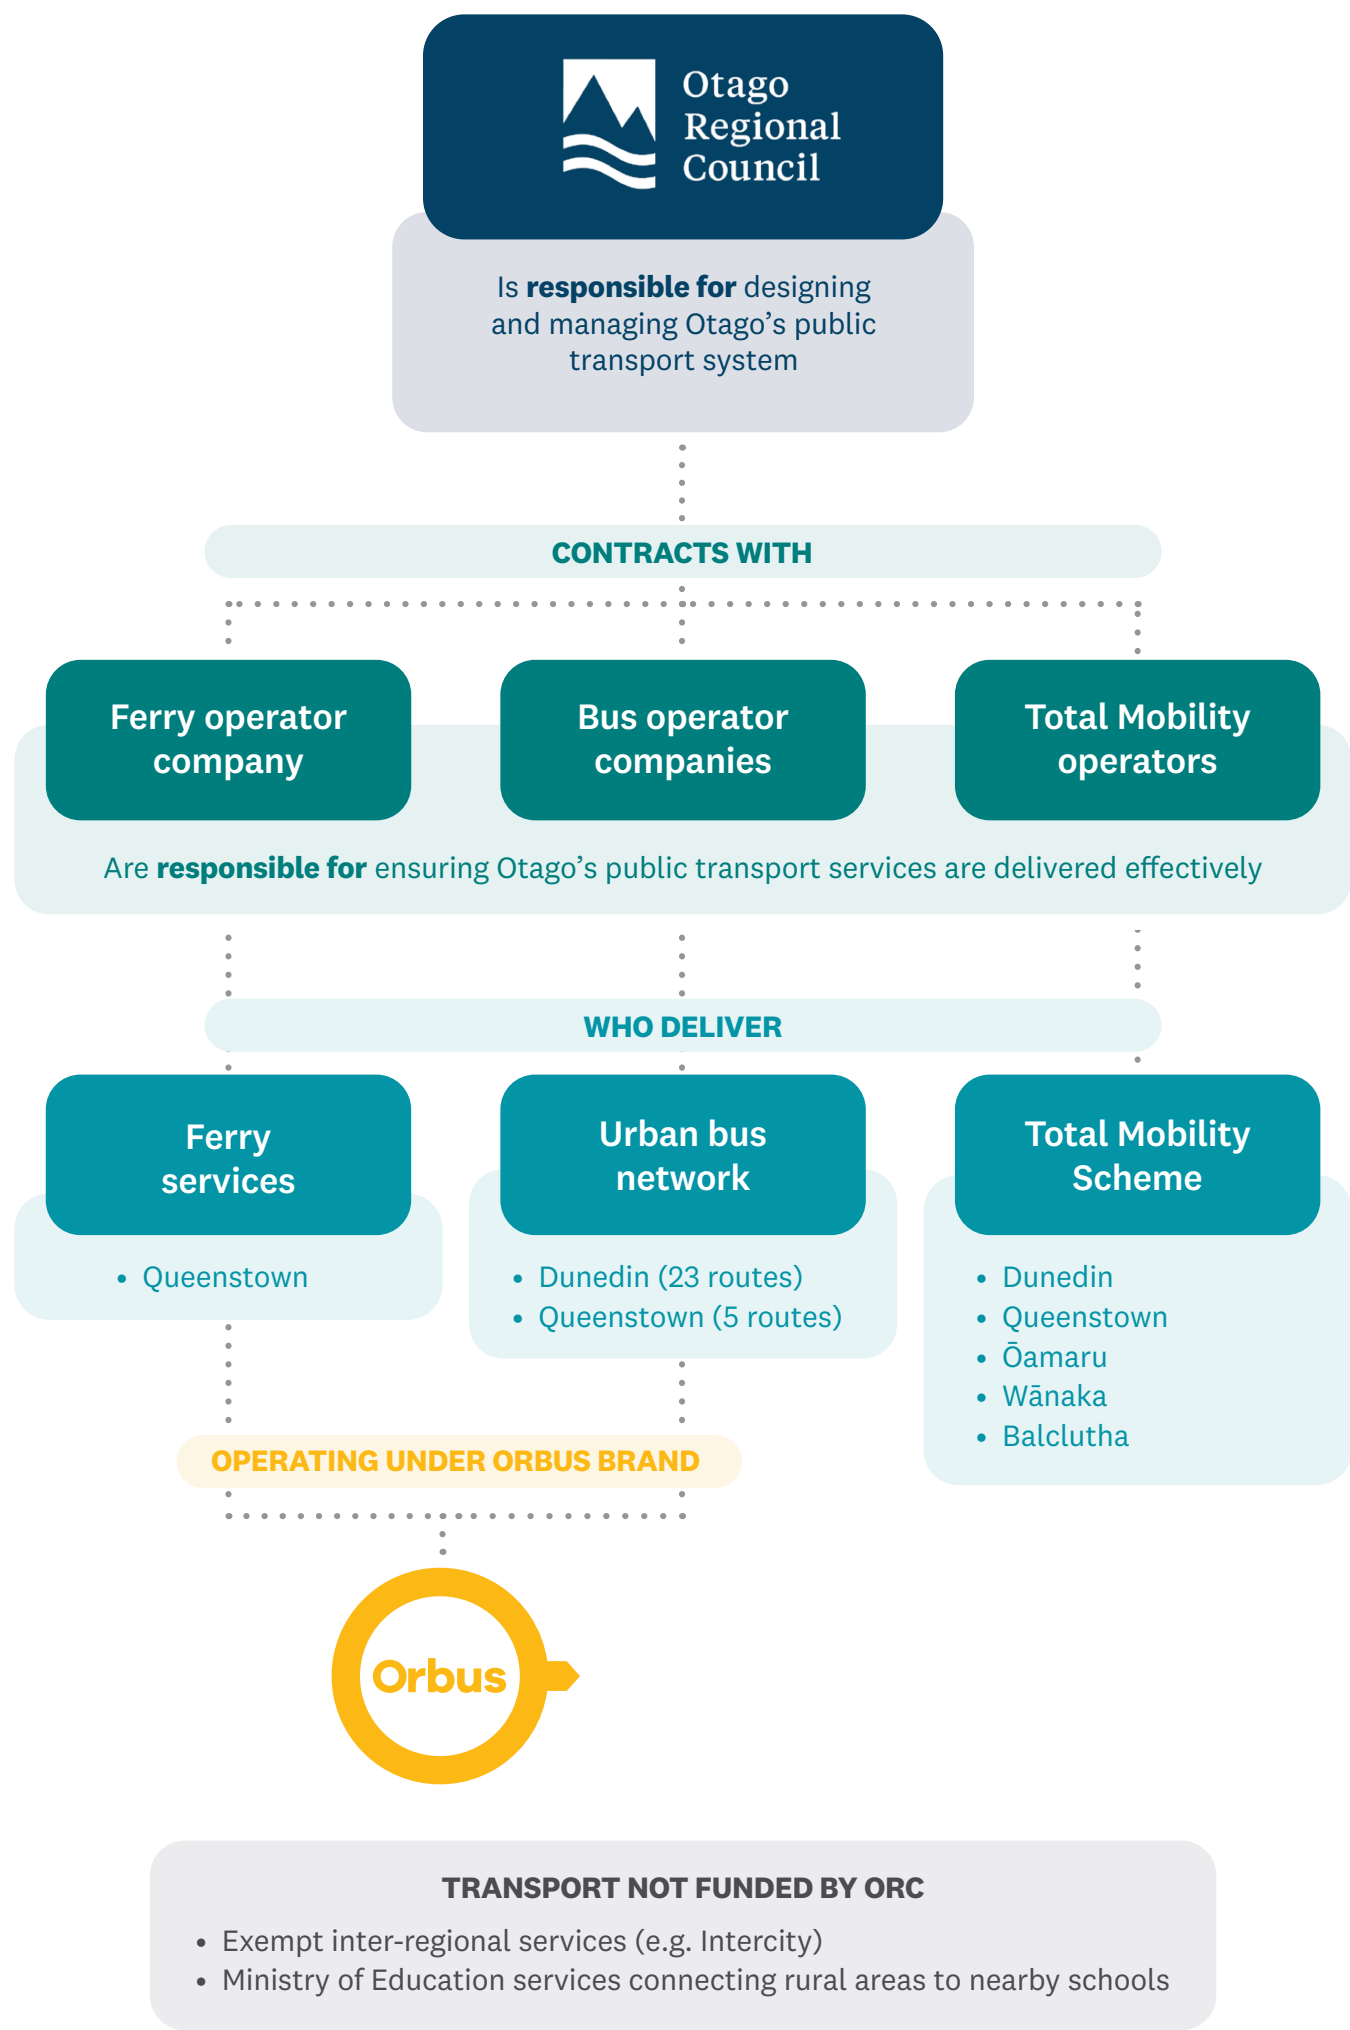 Otago
Regional
Council
Is responsible for designing
and managing Otago’s public
transport system
CONTRACTS WITH
Ferry operator
company
Bus operator
companies
Total Mobility
operators
Are responsible for ensuring Otago’s public transport services are delivered effectively
WHO DELIVER
Ferry
services
• Queenstown
Urban bus
network
• Dunedin (23 routes)
• Queenstown (5 routes)
Total Mobility
Scheme
• Dunedin
• Queenstown
• Ōamaru
• Wānaka
• Balclutha
OPERATING UNDER ORBUS BRAND
Orbus
TRANSPORT NOT FUNDED BY ORC
• Exempt inter-regional services (e.g. Intercity)
• Ministry of Education services connecting rural areas to nearby schools